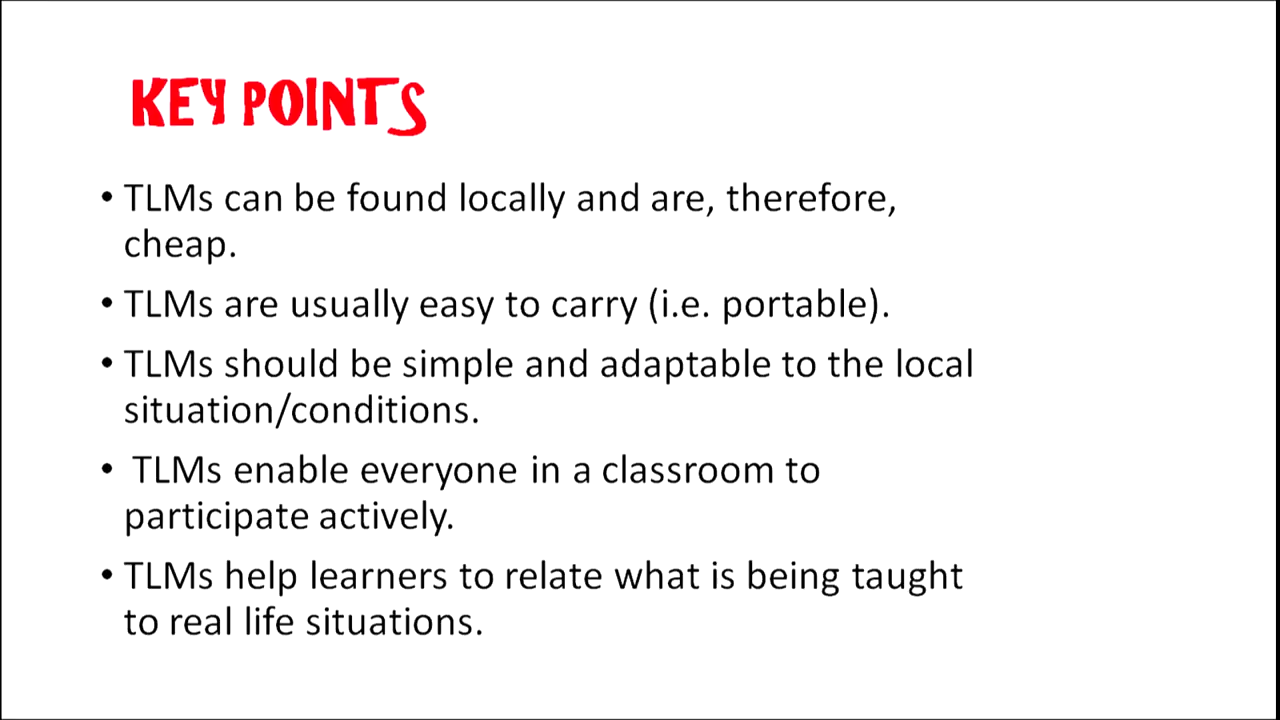 KEY POINTS
• TLMs can be found locally and are, therefore,
cheap.
• TLMs are usually easy to carry (i.e. portable).
• TLMs should be simple and adaptable to the local
situation/conditions.
• TLMs enable everyone in a classroom to
participate actively.
• TLMs help learners to relate what is being taught
to real life situations.